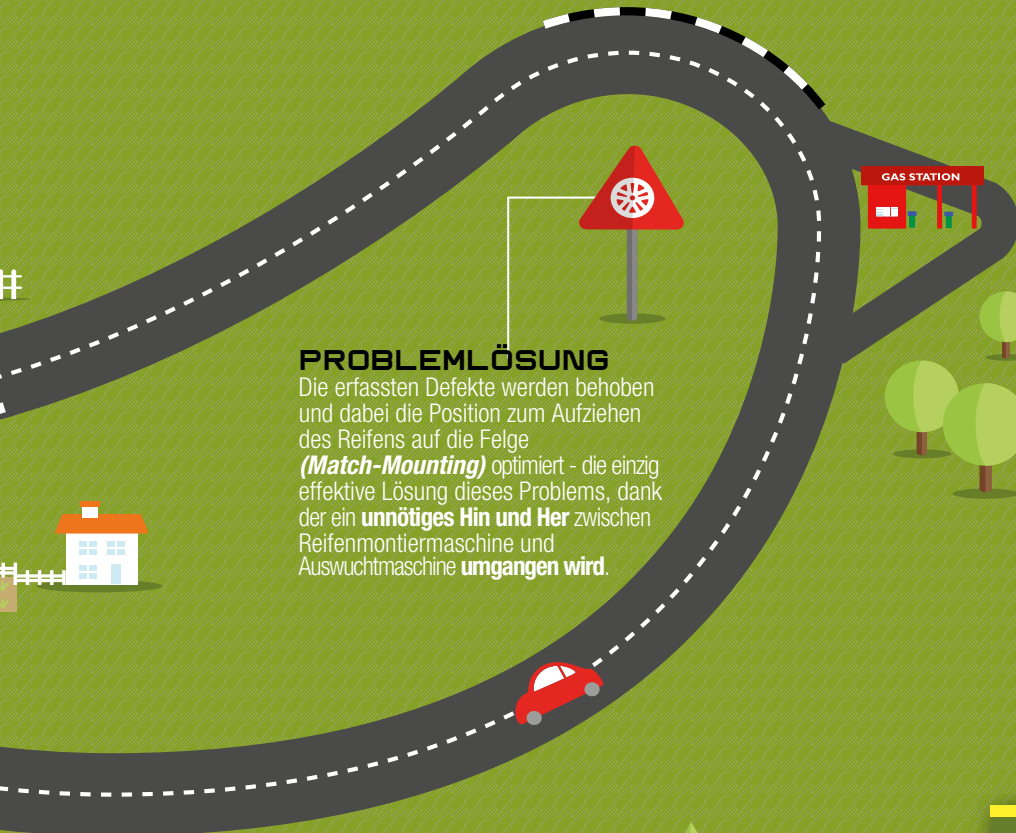 GAS STATION
PROBLEMLÖSUNG
Die erfassten Defekte werden behoben
und dabei die Position zum Aufziehen
des Reifens auf die Felge
(Match-Mounting) optimiert - die einzig
effektive Lösung dieses Problems, dank
der ein unnötiges Hin und Her zwischen
Reifenmontiermaschine und
Auswuchtmaschine umgangen wird.